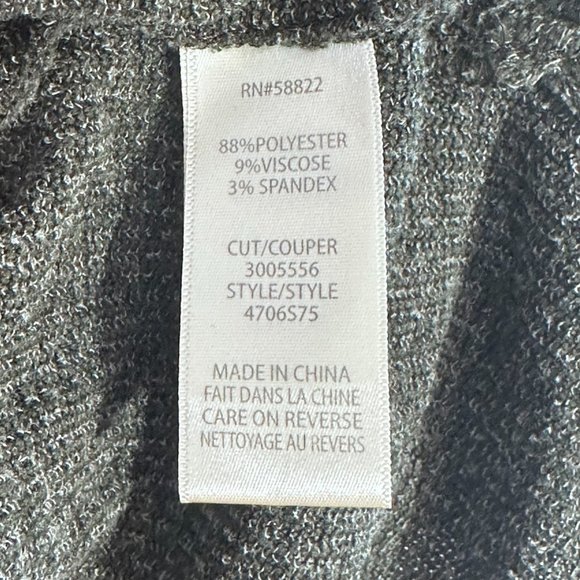 RN#58822
88%POLYESTER
9%VISCOSE
3% SPANDEX
CUT/COUPER
3005556
STYLE/STYLE
4706S75
MADE IN CHINA
FAIT DANS LA CHINE
CARE ON REVERSE
NETTOYAGE AU REVERS